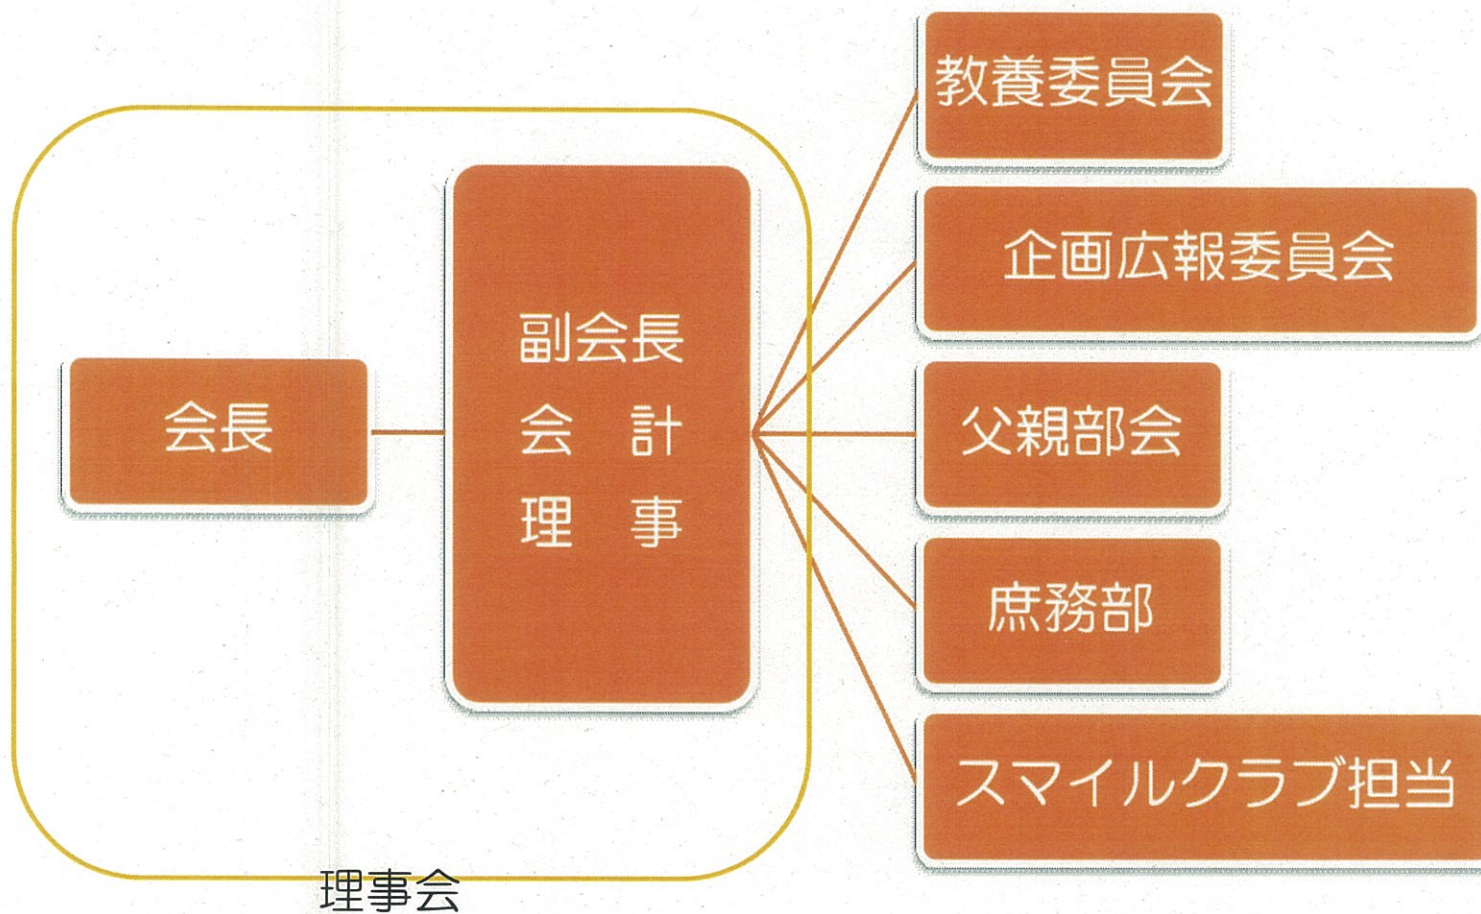 会長
副会長
会　計
理　事
理事会
教養委員会
企画広報委員会
父親部会
庶務部
スマイルクラブ担当